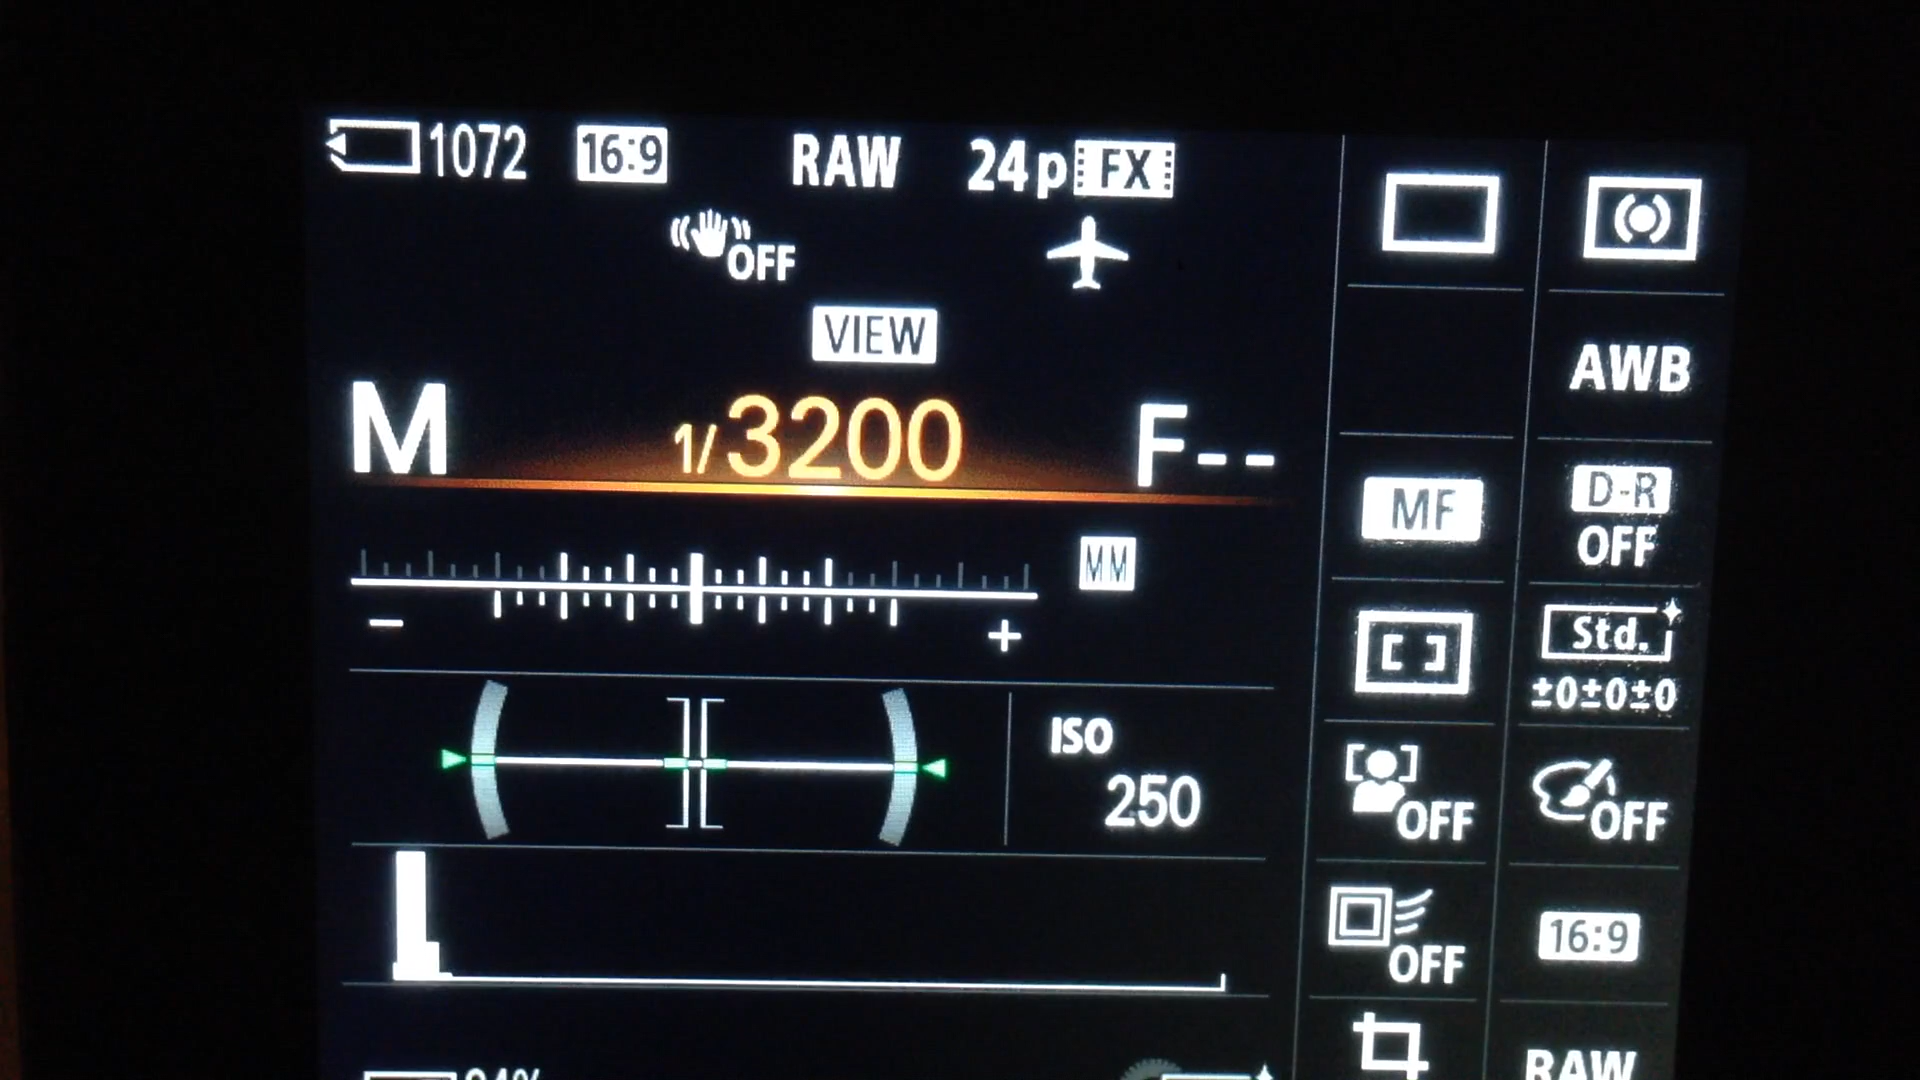 1072 16:9 RAW 24p FX
OFF
VIEW
M 1/3200 F--
MM
- +
ISO
250
AWB
MF
D-R
OFF
Std.
±0±0±0
OFF
OFF
OFF
16:9
RAW